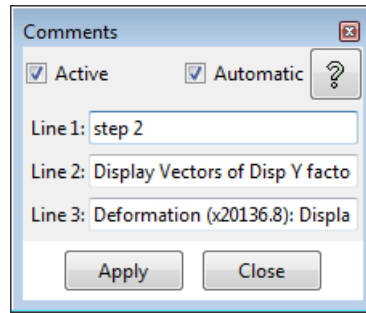 Comments
Active Automatic ?
Line 1: step 2
Line 2: Display Vectors of Disp Y facto
Line 3: Deformation (x20136.8): Displa
Apply Close